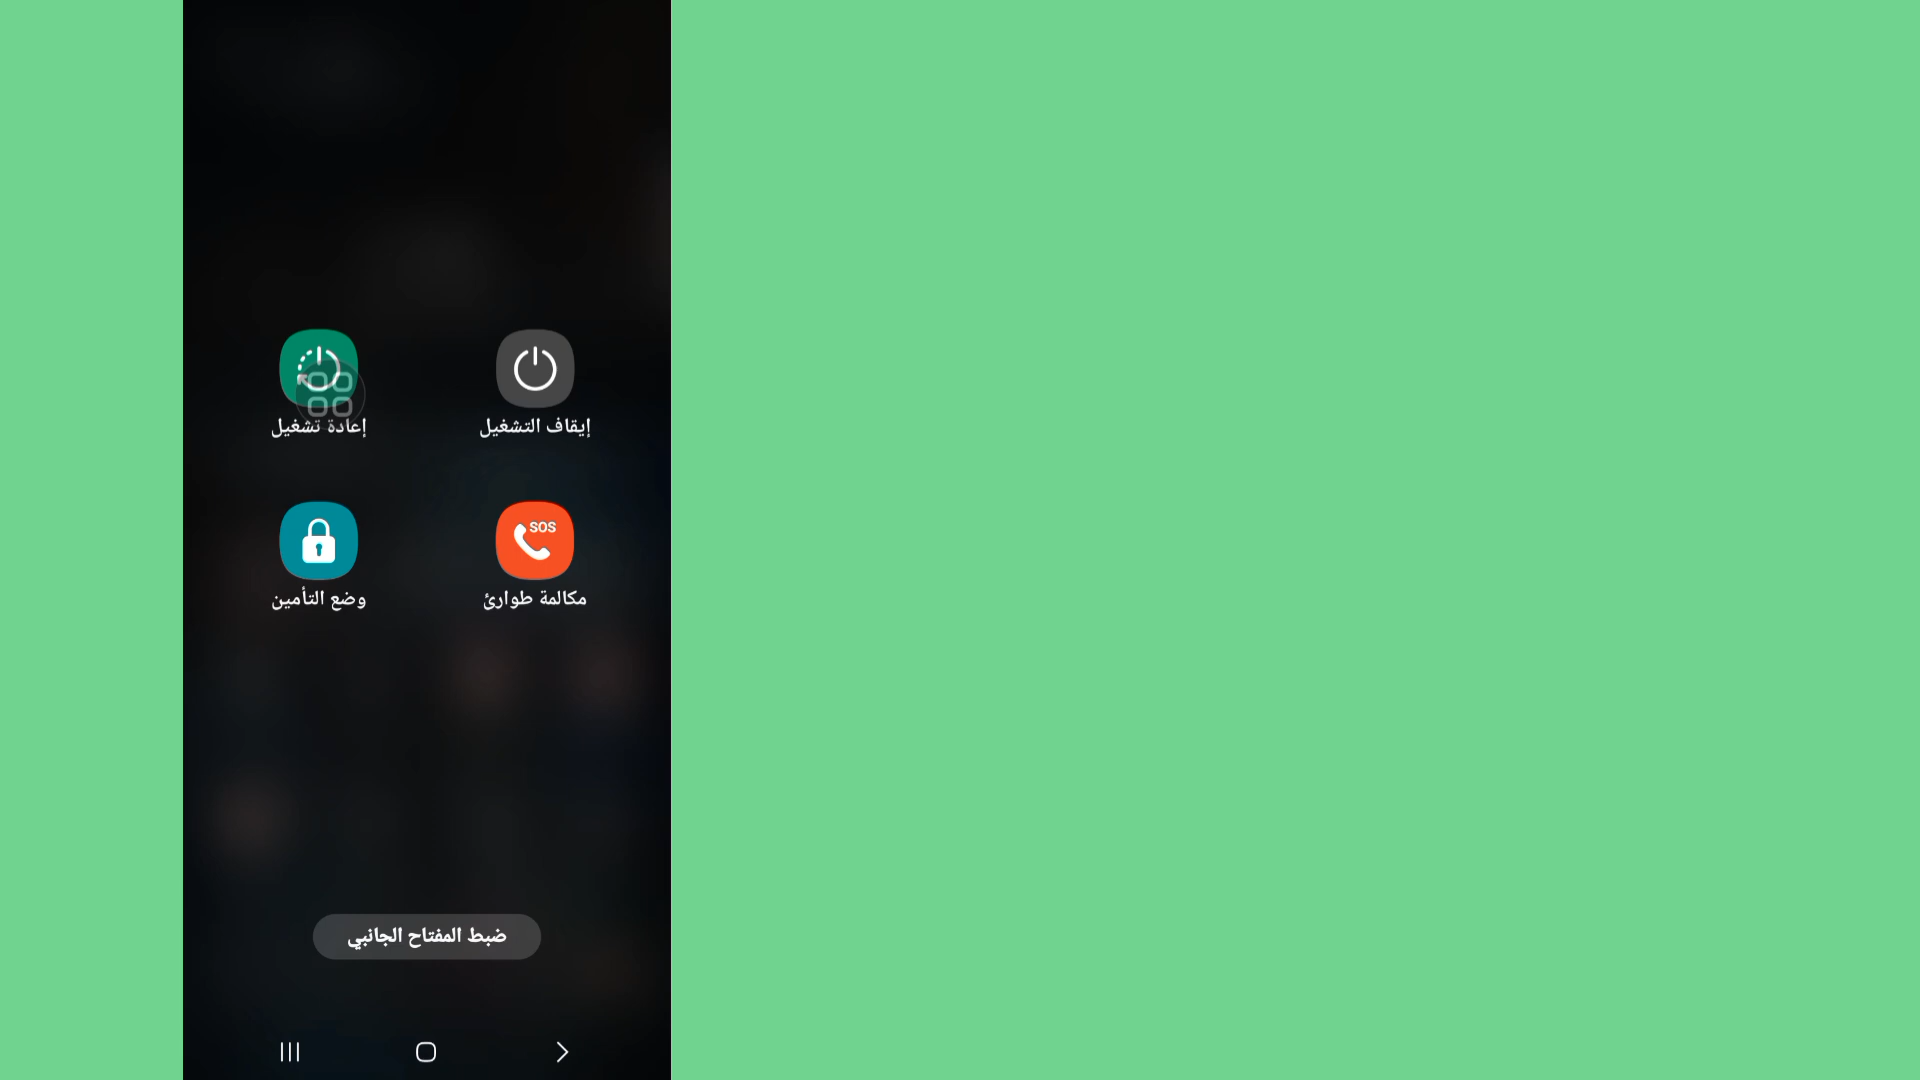 إيقاف التشغيل
إعادة تشغيل
SOS
مكالمة طوارئ
وضع التأمين
ضبط المفتاح الجانبي